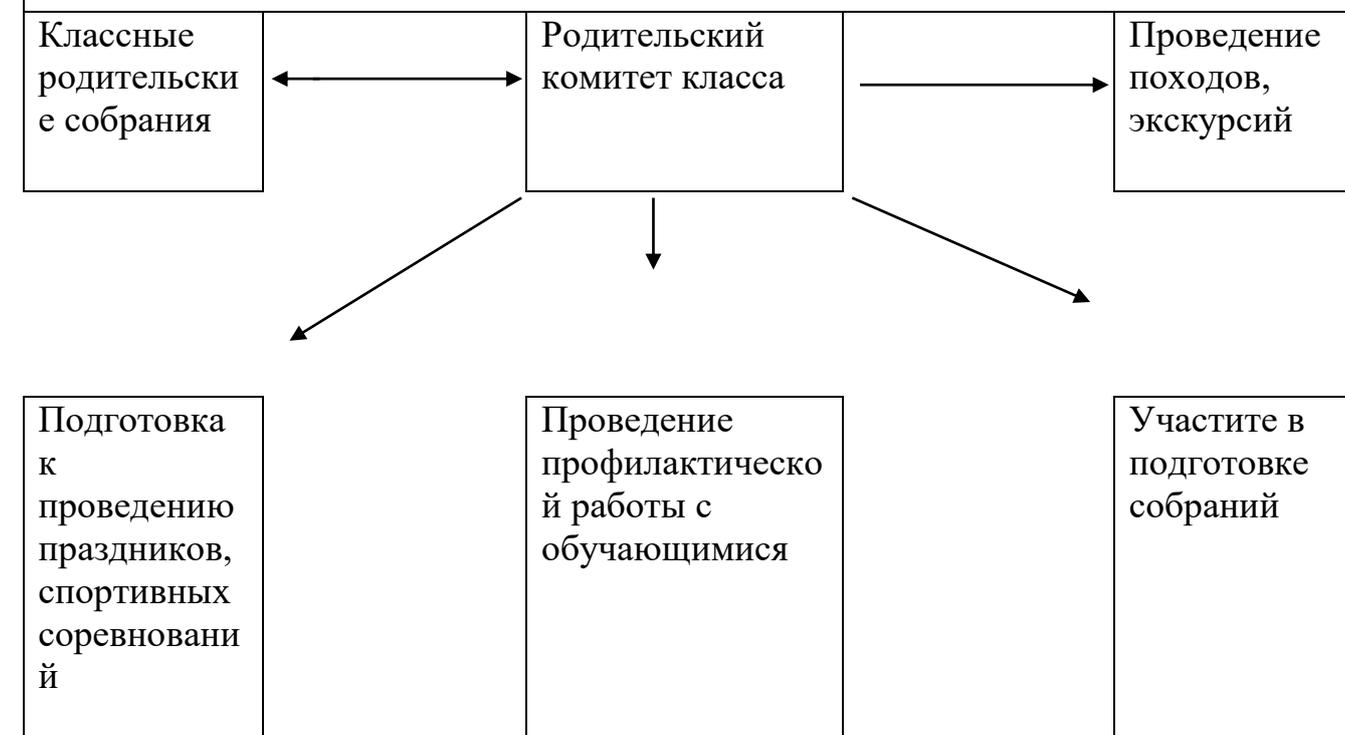 Классные
родительски
е собрания
Родительский
комитет класса
Проведение
походов,
экскурсий
Подготовка
к
проведению
праздников,
спортивных
соревновани
й
Проведение
профилактическо
й работы с
обучающимися
Участите в
подготовке
собраний